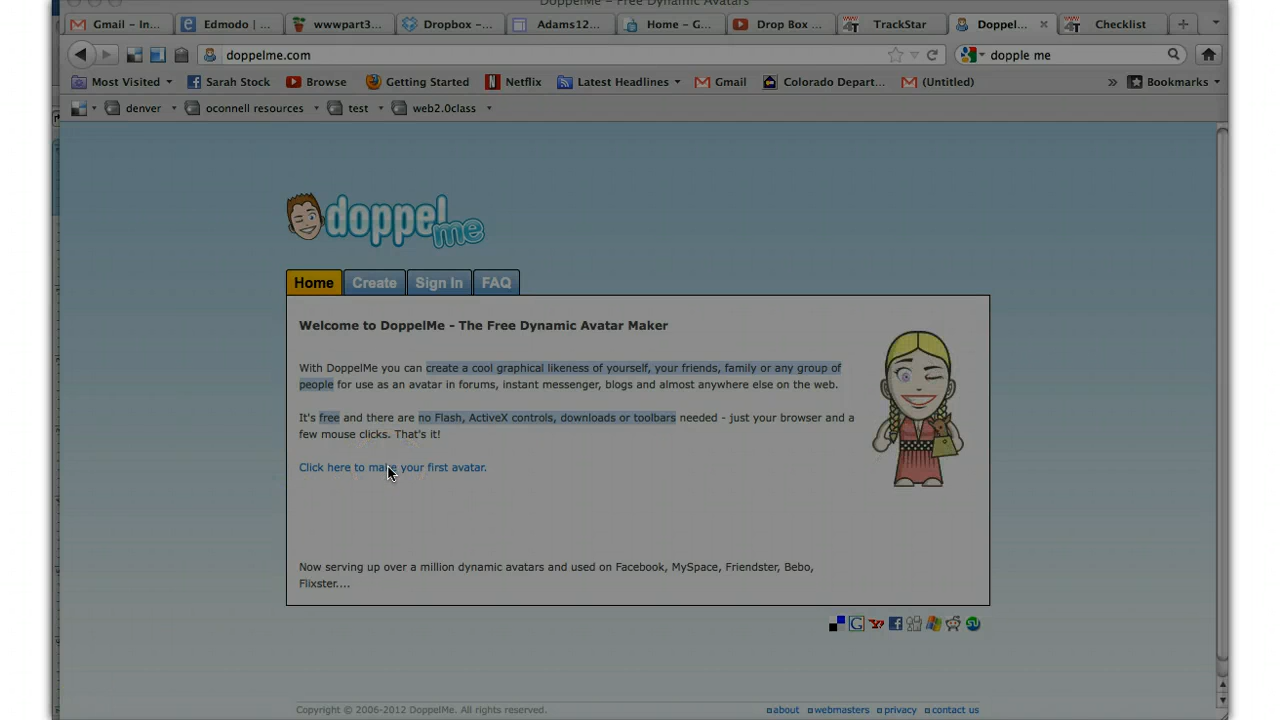 DoppelMe – Free Dynamic Avatars
Gmail – In...
Edmodo | ...
wwwpart3...
Dropbox –...
Adams12...
Home – G...
Drop Box ...
TrackStar
Doppel...
Checklist
doppelme.com
dopple me
Most Visited
Sarah Stock
Browse
Getting Started
Netflix
Latest Headlines
Gmail
Colorado Depart...
(Untitled)
Bookmarks
denver
oconnell resources
test
web2.0class
doppel me
Home
Create
Sign In
FAQ
Welcome to DoppelMe - The Free Dynamic Avatar Maker
With DoppelMe you can create a cool graphical likeness of yourself, your friends, family or any group of
people for use as an avatar in forums, instant messenger, blogs and almost anywhere else on the web.
It's free and there are no Flash, ActiveX controls, downloads or toolbars needed - just your browser and a
few mouse clicks. That's it!
Click here to make your first avatar.
Now serving up over a million dynamic avatars and used on Facebook, MySpace, Friendster, Bebo,
Flixster....
Copyright © 2006-2012 DoppelMe. All rights reserved.
about
webmasters
privacy
contact us